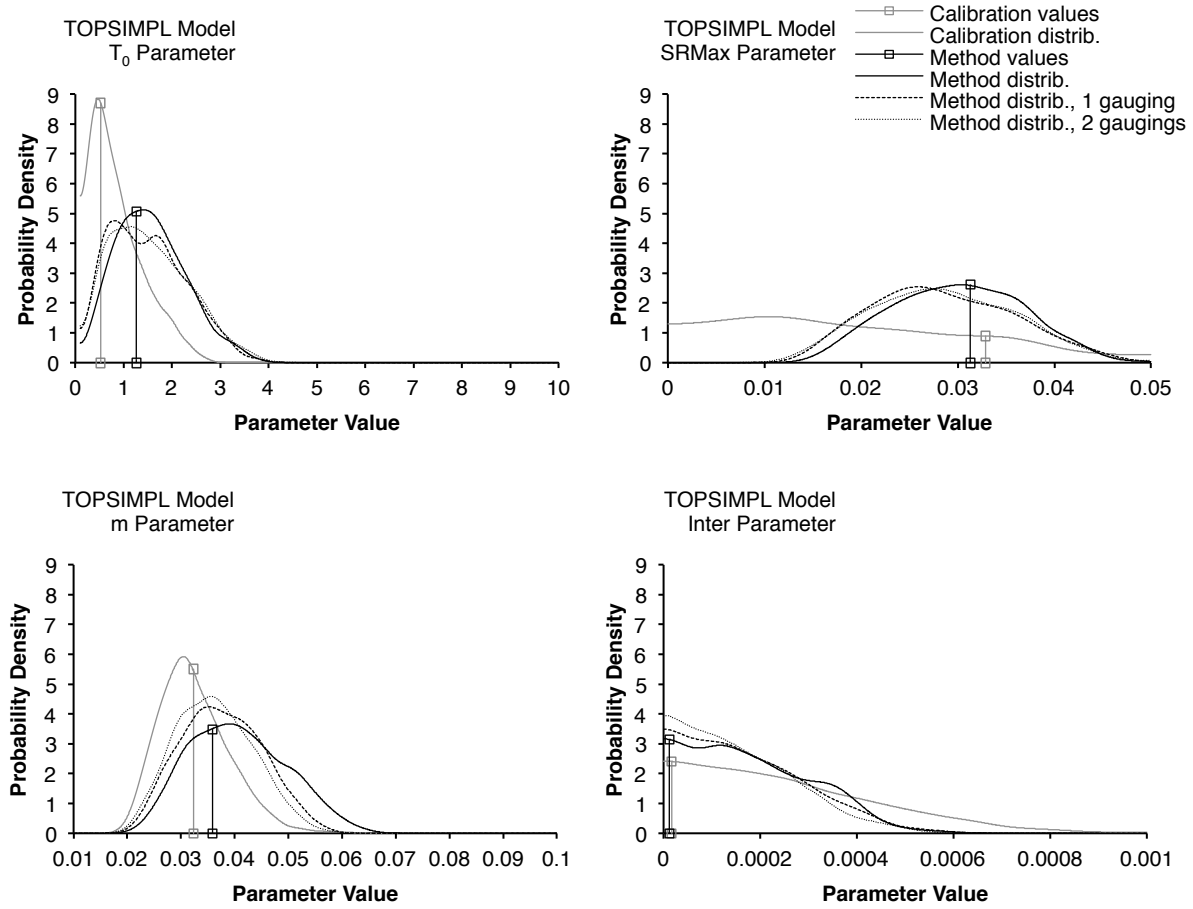 TOPSIMPL Model
T₀ Parameter
9
8
7
6
5
4
3
2
1
0
Probability Density
0 1 2 3 4 5 6 7 8 9 10
Parameter Value
TOPSIMPL Model
SRMax Parameter
Calibration values
Calibration distrib.
Method values
Method distrib.
Method distrib., 1 gauging
Method distrib., 2 gaugings
9
8
7
6
5
4
3
2
1
0
Probability Density
0 0.01 0.02 0.03 0.04 0.05
Parameter Value
TOPSIMPL Model
m Parameter
9
8
7
6
5
4
3
2
1
0
Probability Density
0.01 0.02 0.03 0.04 0.05 0.06 0.07 0.08 0.09 0.1
Parameter Value
TOPSIMPL Model
Inter Parameter
9
8
7
6
5
4
3
2
1
0
Probability Density
0 0.0002 0.0004 0.0006 0.0008 0.001
Parameter Value